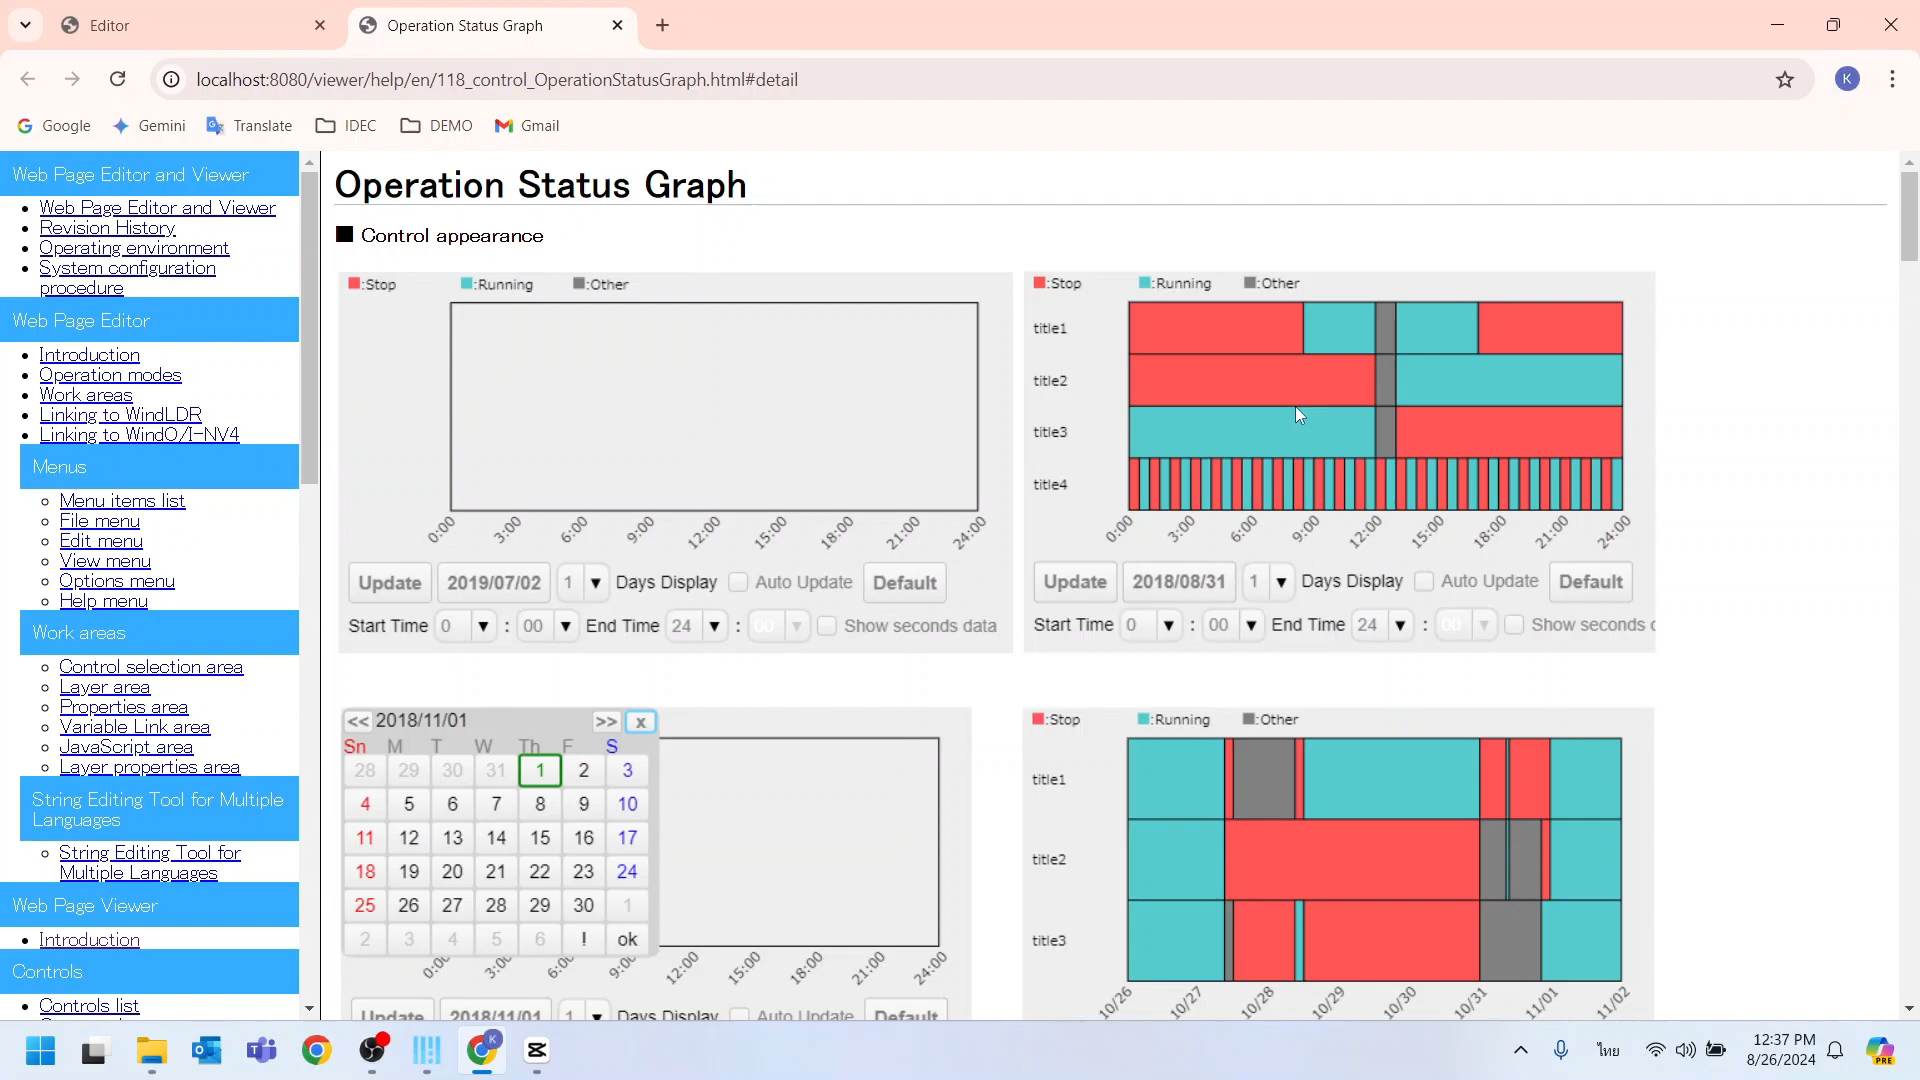 Editor
Operation Status Graph
localhost:8080/viewer/help/en/118_control_OperationStatusGraph.html#detail
K
Google
Gemini
Translate
IDEC
DEMO
Gmail
Web Page Editor and Viewer
Web Page Editor and Viewer
Revision History
Operating environment
System configuration
procedure
Web Page Editor
Introduction
Operation modes
Work areas
Linking to WindLDR
Linking to WindO/I-NV4
Menus
Menu items list
File menu
Edit menu
View menu
Options menu
Help menu
Work areas
Control selection area
Layer area
Properties area
Variable Link area
JavaScript area
Layer properties area
String Editing Tool for Multiple
Languages
String Editing Tool for
Multiple Languages
Web Page Viewer
Introduction
Controls
Controls list
Operation Status Graph
■ Control appearance
:Stop :Running :Other
0:00 3:00 6:00 9:00 12:00 15:00 18:00 21:00 24:00
Update 2019/07/02 1 ▼ Days Display Auto Update Default
Start Time 0 ▼ : 00 ▼ End Time 24 ▼ : 00 ▼ Show seconds data
:Stop :Running :Other
title1
title2
title3
title4
0:00 3:00 6:00 9:00 12:00 15:00 18:00 21:00 24:00
Update 2018/08/31 1 ▼ Days Display Auto Update Default
Start Time 0 ▼ : 00 ▼ End Time 24 ▼ : 00 ▼ Show seconds
<< 2018/11/01 >> x
Sn M T W Th F S
28 29 30 31 1 2 3
4 5 6 7 8 9 10
11 12 13 14 15 16 17
18 19 20 21 22 23 24
25 26 27 28 29 30 1
2 3 4 5 6 ! ok
0:00 3:00 6:00 9:00 12:00 15:00 18:00 21:00 24:00
Update 2018/11/01 1 ▼ Days Display Auto Update Default
:Stop :Running :Other
title1
title2
title3
10/26 10/27 10/28 10/29 10/30 10/31 11/01 11/02
K
ไทย
12:37 PM
8/26/2024
PRE